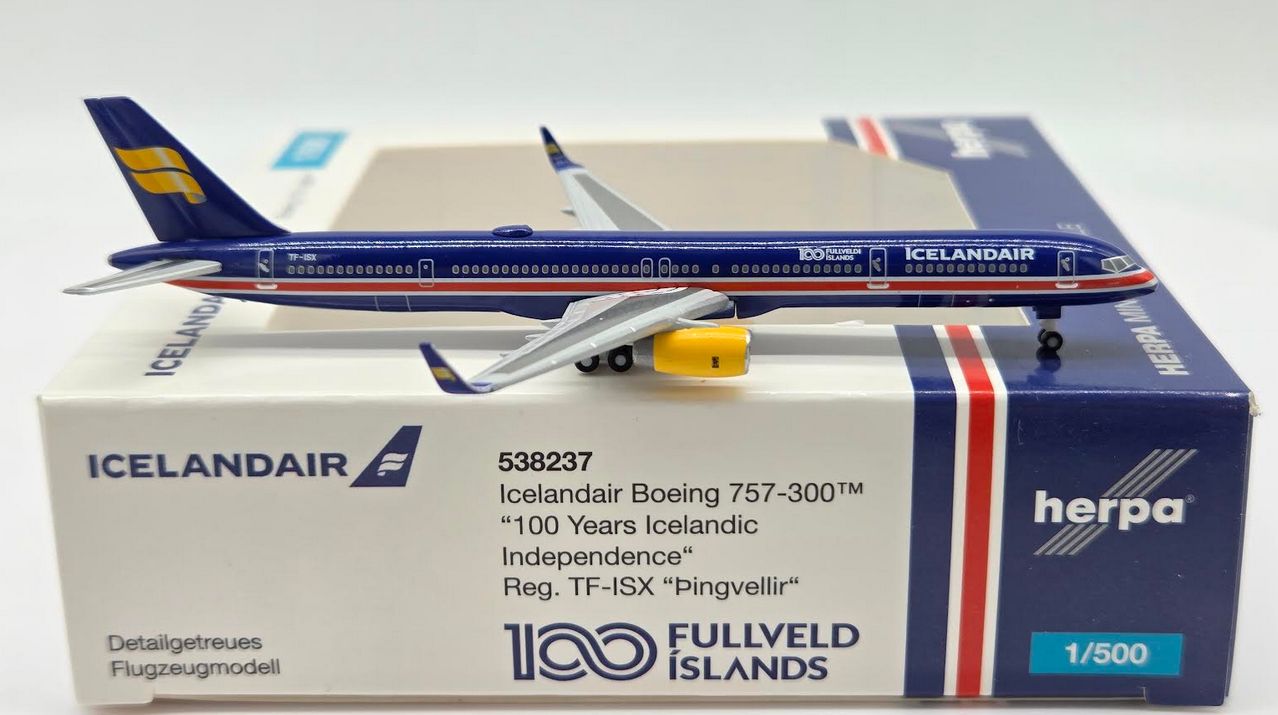 herpa
TF-ISX
100 FULLVELDI
ÍSLANDS
ICELANDAIR
ICELANDAIR
538237
Icelandair Boeing 757-300™
“100 Years Icelandic
Independence“
Reg. TF-ISX “Þingvellir“
100 FULLVELD
ÍSLANDS
Detailgetreues
Flugzeugmodell
herpa®
1/500